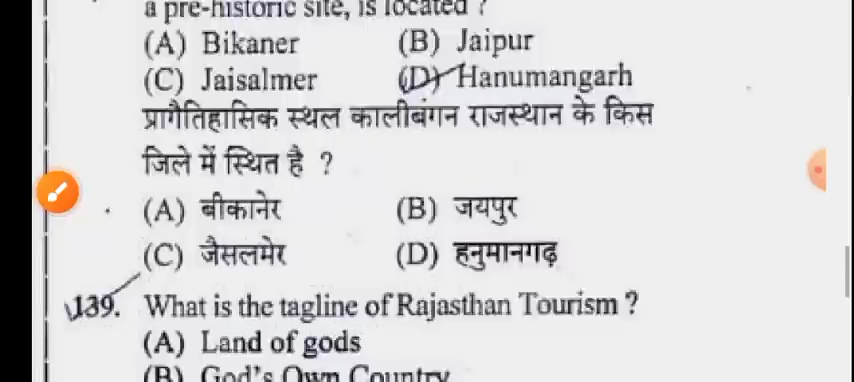 a pre-historic site, is located ?
(A) Bikaner (B) Jaipur
(C) Jaisalmer (D) Hanumangarh
प्रागैतिहासिक स्थल कालीबंगन राजस्थान के किस
जिले में स्थित है ?
(A) बीकानेर (B) जयपुर
(C) जैसलमेर (D) हनुमानगढ़
139. What is the tagline of Rajasthan Tourism ?
(A) Land of gods
(B) God's Own Country